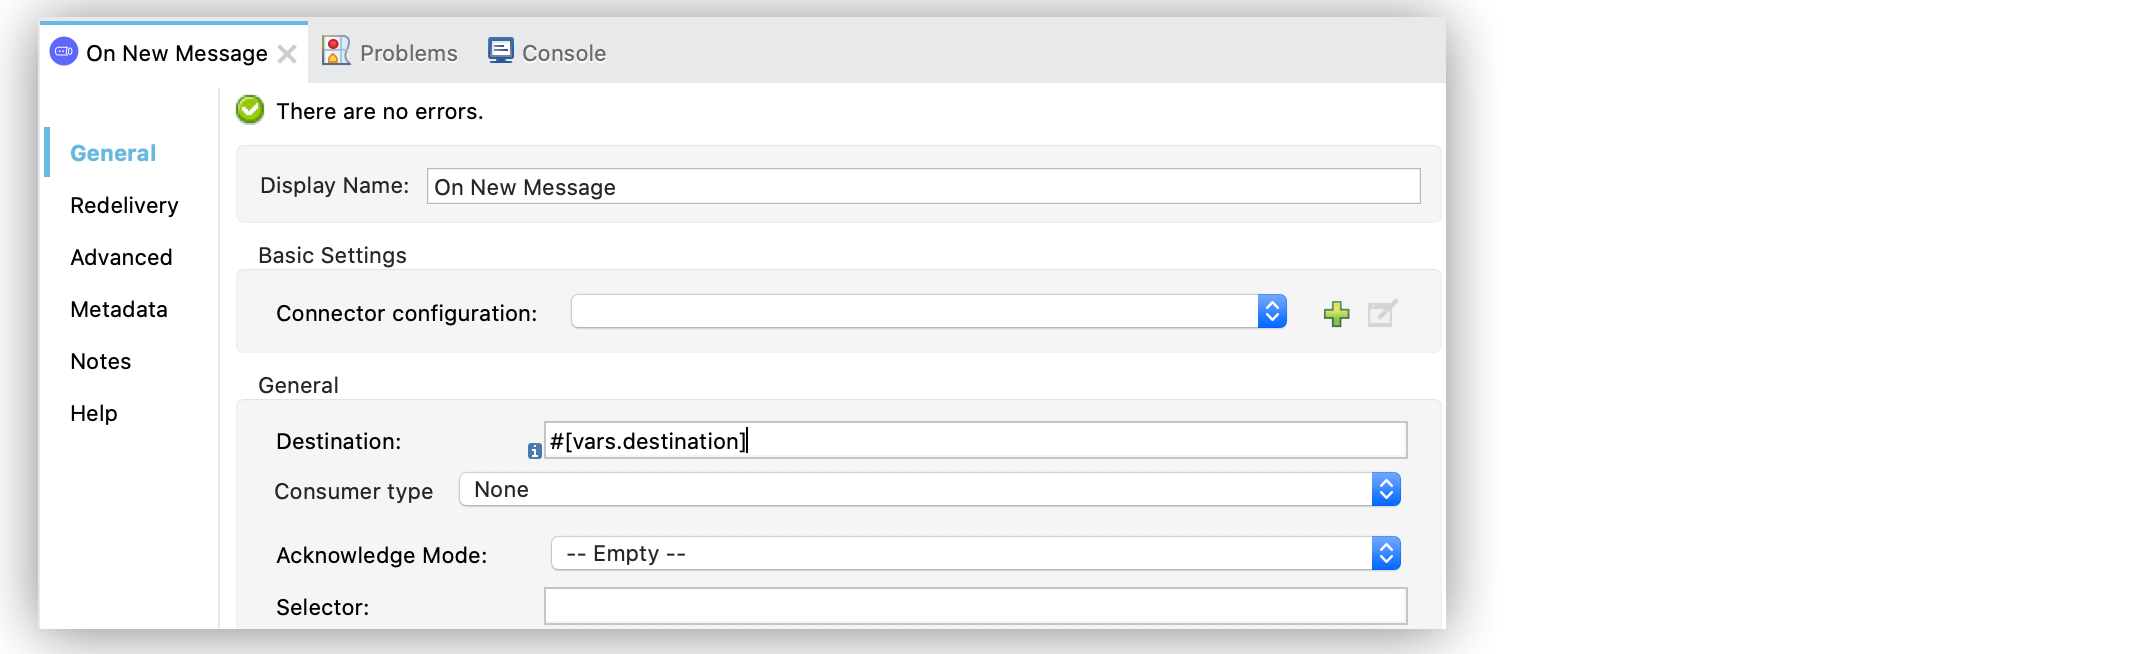 On New Message
Problems
Console
There are no errors.
General
Redelivery
Advanced
Metadata
Notes
Help
Display Name: On New Message
Basic Settings
Connector configuration:
General
Destination: #[vars.destination]
Consumer type None
Acknowledge Mode: -- Empty --
Selector: